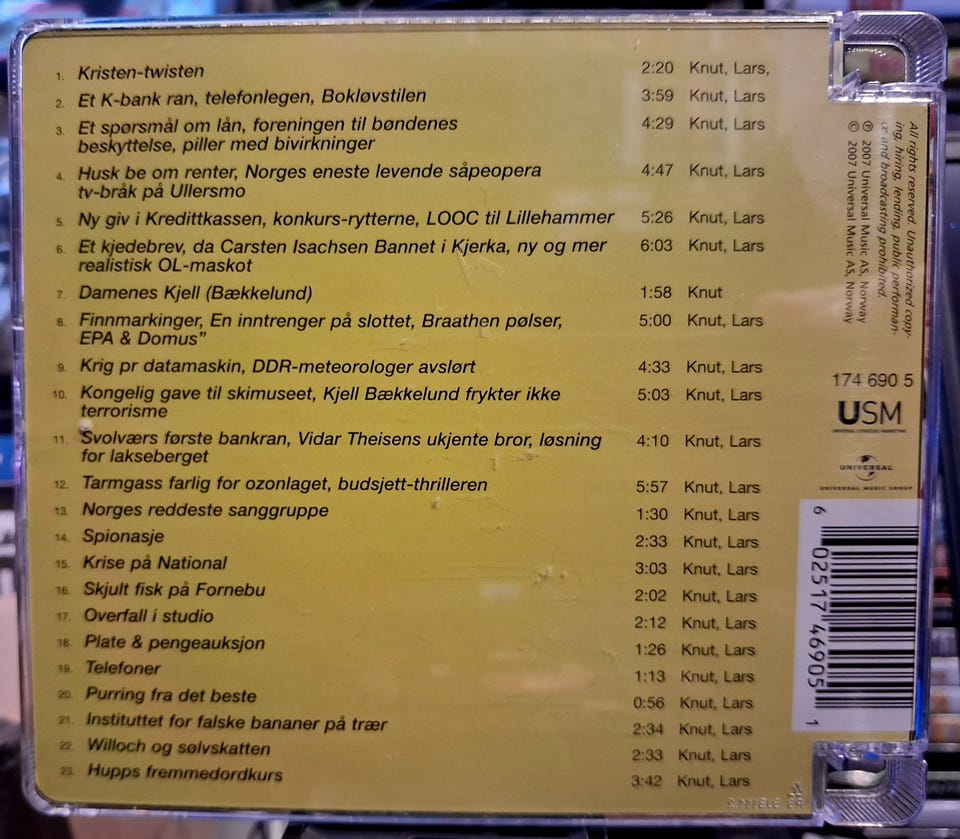 1. Kristen-twisten 2:20 Knut, Lars,
2. Et K-bank ran, telefonlegen, Bokløvstilen 3:59 Knut, Lars
3. Et spørsmål om lån, foreningen til bøndenes 4:29 Knut, Lars
beskyttelse, piller med bivirkninger
4. Husk be om renter, Norges eneste levende såpeopera 4:47 Knut, Lars
tv-bråk på Ullersmo
5. Ny giv i Kredittkassen, konkurs-rytterne, LOOC til Lillehammer 5:26 Knut, Lars
6. Et kjedebrev, da Carsten Isachsen Bannet i Kjerka, ny og mer 6:03 Knut, Lars
realistisk OL-maskot
7. Damenes Kjell (Bækkelund) 1:58 Knut
8. Finnmarkinger, En inntrenger på slottet, Braathen pølser, 5:00 Knut, Lars
EPA & Domus”
9. Krig pr datamaskin, DDR-meteorologer avslørt 4:33 Knut, Lars
10. Kongelig gave til skimuseet, Kjell Bækkelund frykter ikke 5:03 Knut, Lars
terrorisme
11. Svolværs første bankran, Vidar Theisens ukjente bror, løsning 4:10 Knut, Lars
for lakseberget
12. Tarmgass farlig for ozonlaget, budsjett-thrilleren 5:57 Knut, Lars
13. Norges reddeste sanggruppe 1:30 Knut, Lars
14. Spionasje 2:33 Knut, Lars
15. Krise på National 3:03 Knut, Lars
16. Skjult fisk på Fornebu 2:02 Knut, Lars
17. Overfall i studio 2:12 Knut, Lars
18. Plate & pengeauksjon 1:26 Knut, Lars
19. Telefoner 1:13 Knut, Lars
20. Purring fra det beste 0:56 Knut, Lars
21. Instituttet for falske bananer på trær 2:34 Knut, Lars
22. Willoch og sølvskatten 2:33 Knut, Lars
23. Hupps fremmedordkurs 3:42 Knut, Lars
All rights reserved. Unauthorized copy-
ing, hiring, lending, public performan-
ce and broadcasting prohibited.
℗ 2007 Universal Music AS, Norway
© 2007 Universal Music AS, Norway
174 690 5
USM
UNIVERSAL STRATEGIC MARKETING
UNIVERSAL
UNIVERSAL MUSIC GROUP
6 02517 46905 1